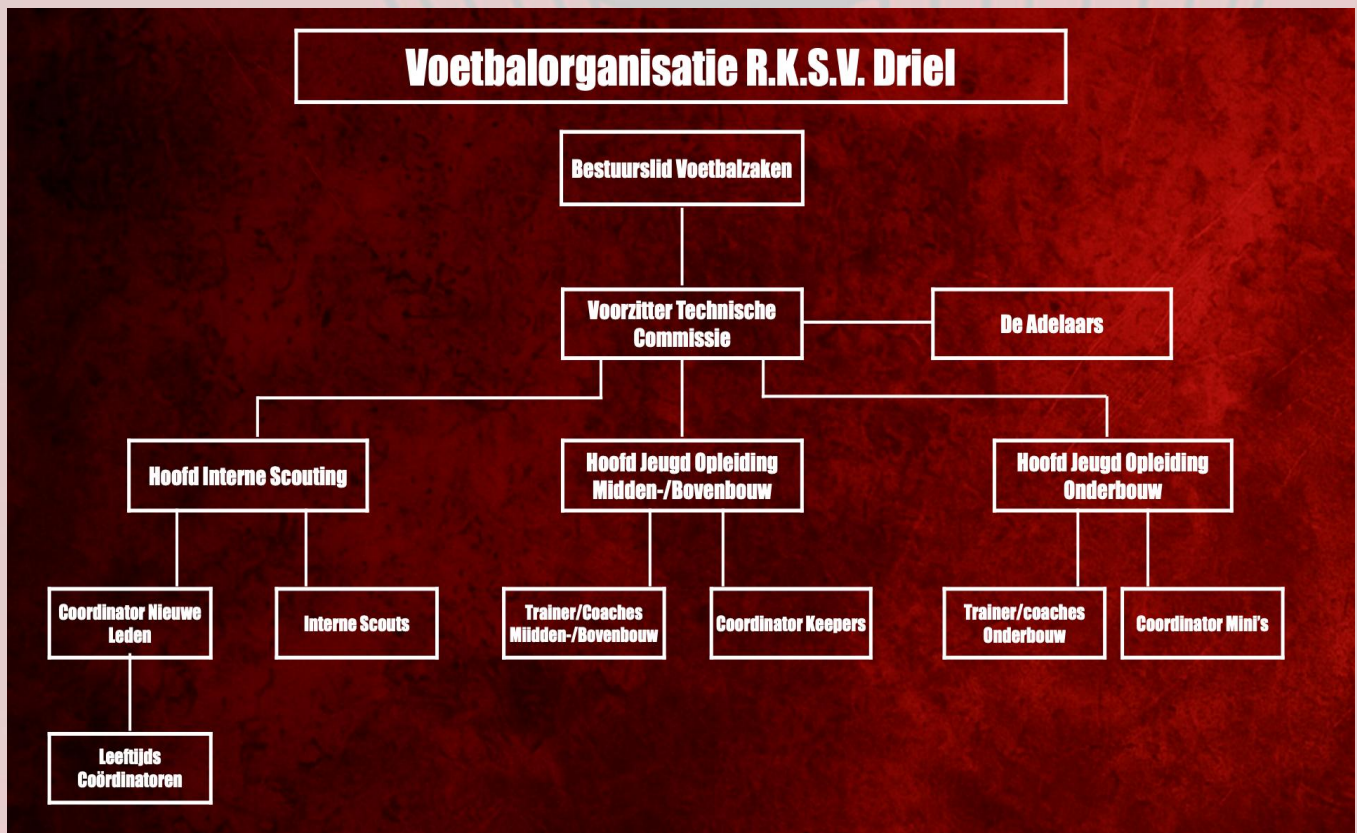 Voetbalorganisatie R.K.S.V. Driel
Bestuurslid Voetbalzaken
Voorzitter Technische
Commissie
De Adelaars
Hoofd Interne Scouting
Hoofd Jeugd Opleiding
Midden-/Bovenbouw
Hoofd Jeugd Opleiding
Onderbouw
Coordinator Nieuwe
Leden
Interne Scouts
Trainer/Coaches
Miidden-/Bovenbouw
Coordinator Keepers
Trainer/coaches
Onderbouw
Coordinator Mini's
Leeftijds
Coördinatoren